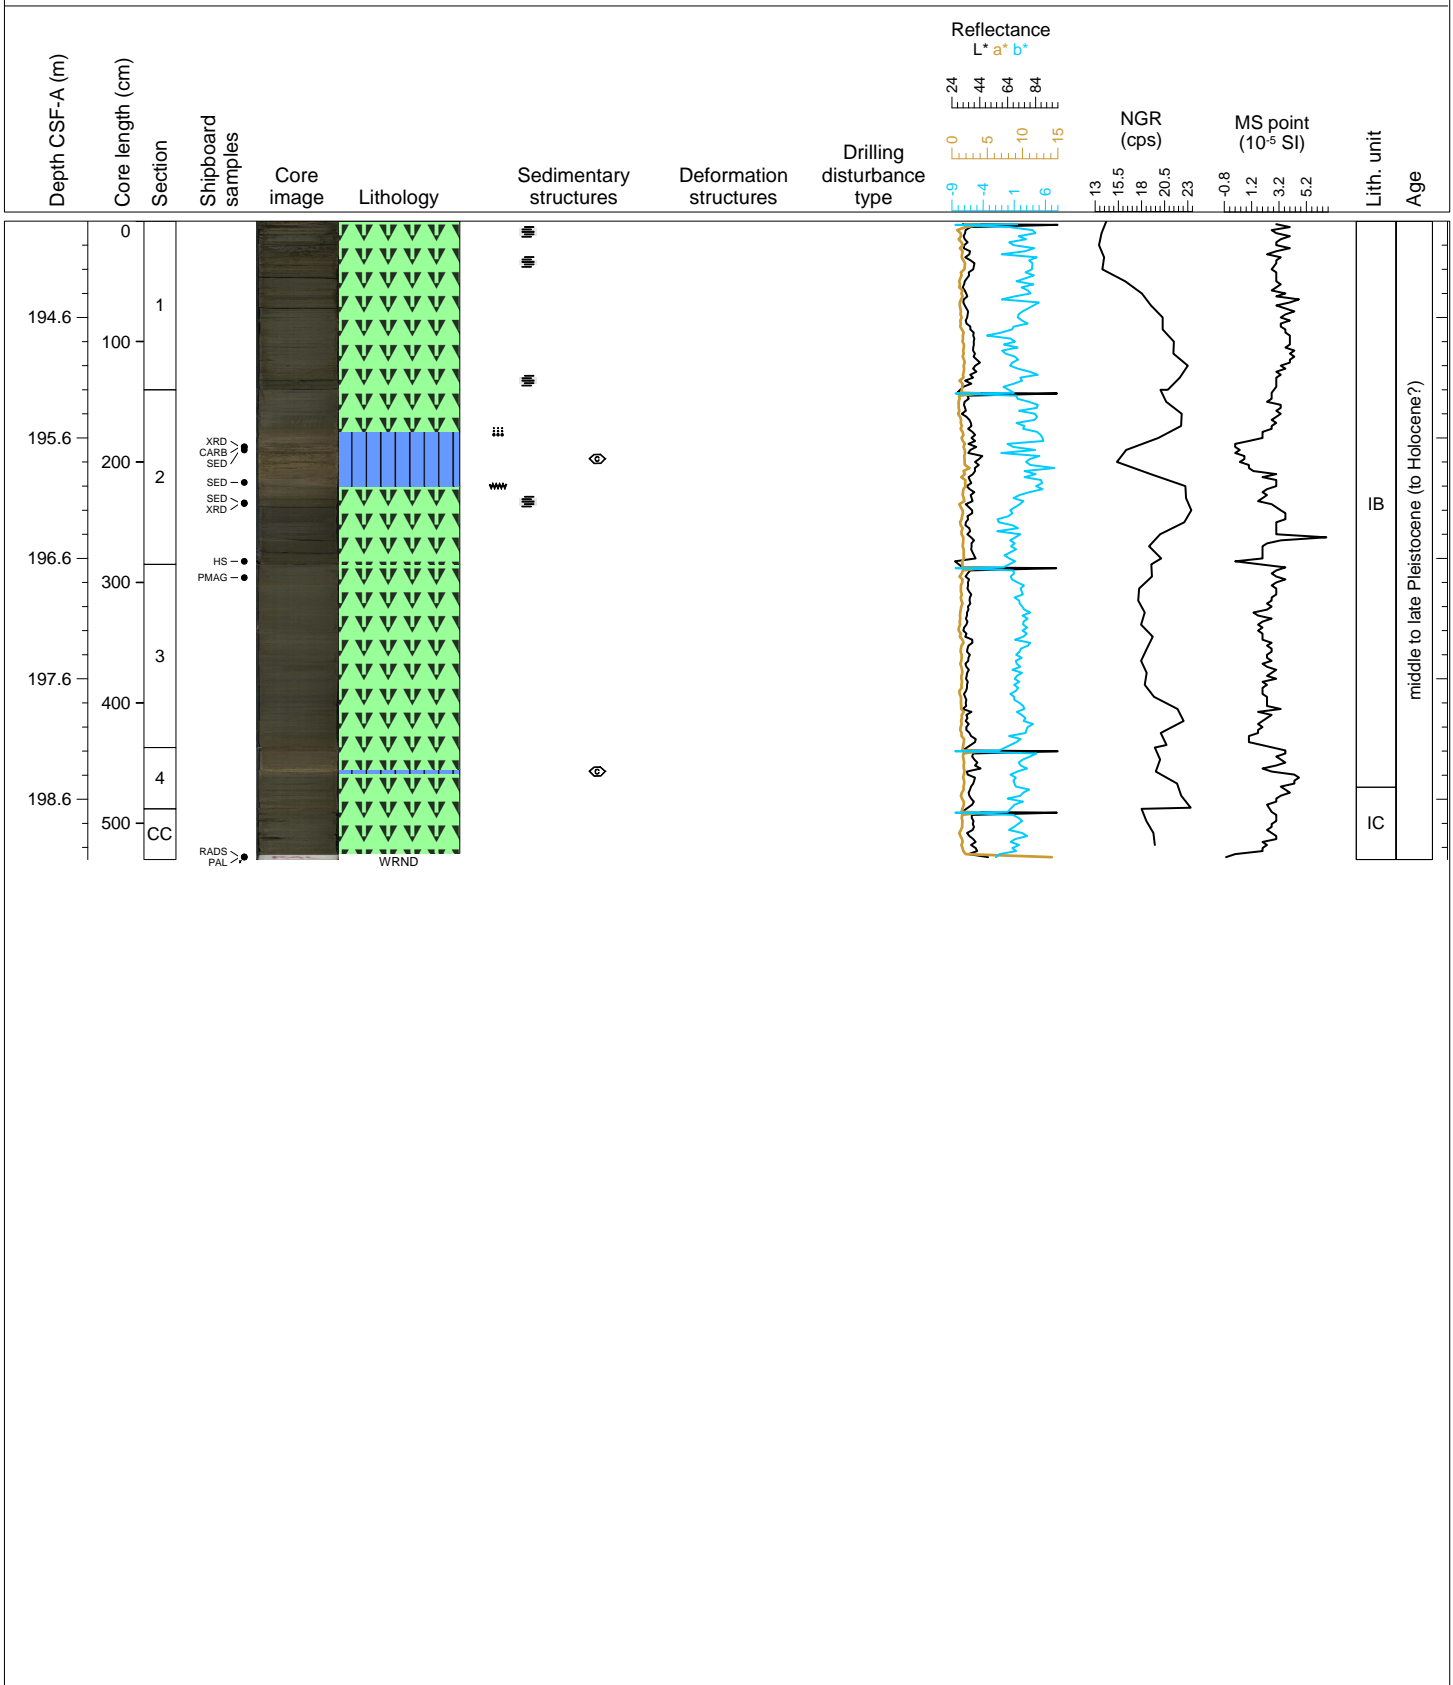 Depth CSF-A (m)
Core length (cm)
Section
Shipboard
samples
Core
image
Lithology
Sedimentary
structures
Deformation
structures
Drilling
disturbance
type
Reflectance
L* a* b*
24 44 64 84
0 5 10 15
-9 -4 1 6
NGR
(cps)
13 15.5 18 20.5 23
MS point
(10-5 SI)
-0.8 1.2 3.2 5.2
Lith. unit
Age
0
1
194.6
100
195.6
XRD
CARB
SED
200
c
2
SED
SED
XRD
IB
196.6
HS
PMAG
300
3
197.6
400
middle to late Pleistocene (to Holocene?)
4
c
198.6
500
CC
IC
RADS
PAL
WRND